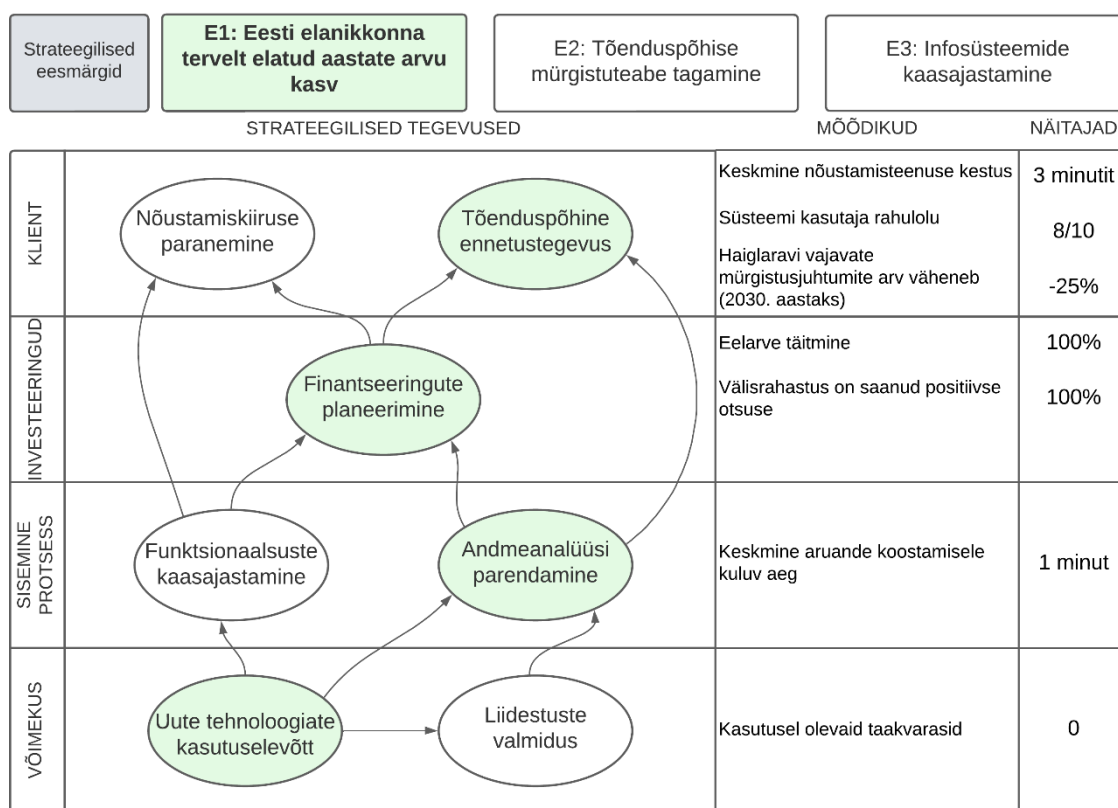 Strateegilised
eesmärgid
E1: Eesti elanikkonna
tervelt elatud aastate arvu
kasv
E2: Tõenduspõhise
mürgistuteabe tagamine
E3: Infosüsteemide
kaasajastamine
STRATEEGILISED TEGEVUSED
MÕÕDIKUD
NÄITAJAD
KLIENT
Nõustamiskiiruse
paranemine
Tõenduspõhine
ennetustegevus
Keskmine nõustamisteenuse kestus
3 minutit
Süsteemi kasutaja rahulolu
8/10
Haiglaravi vajavate
mürgistusjuhtumite arv väheneb
(2030. aastaks)
-25%
INVESTEERINGUD
Finantseeringute
planeerimine
Eelarve täitmine
100%
Välisrahastus on saanud positiivse
otsuse
100%
SISEMINE
PROTSESS
Funktsionaalsuste
kaasajastamine
Andmeanalüüsi
parendamine
Keskmine aruande koostamisele
kuluv aeg
1 minut
VÕIMEKUS
Uute tehnoloogiate
kasutuselevõtt
Liidestuste
valmidus
Kasutusel olevaid taakvarasid
0